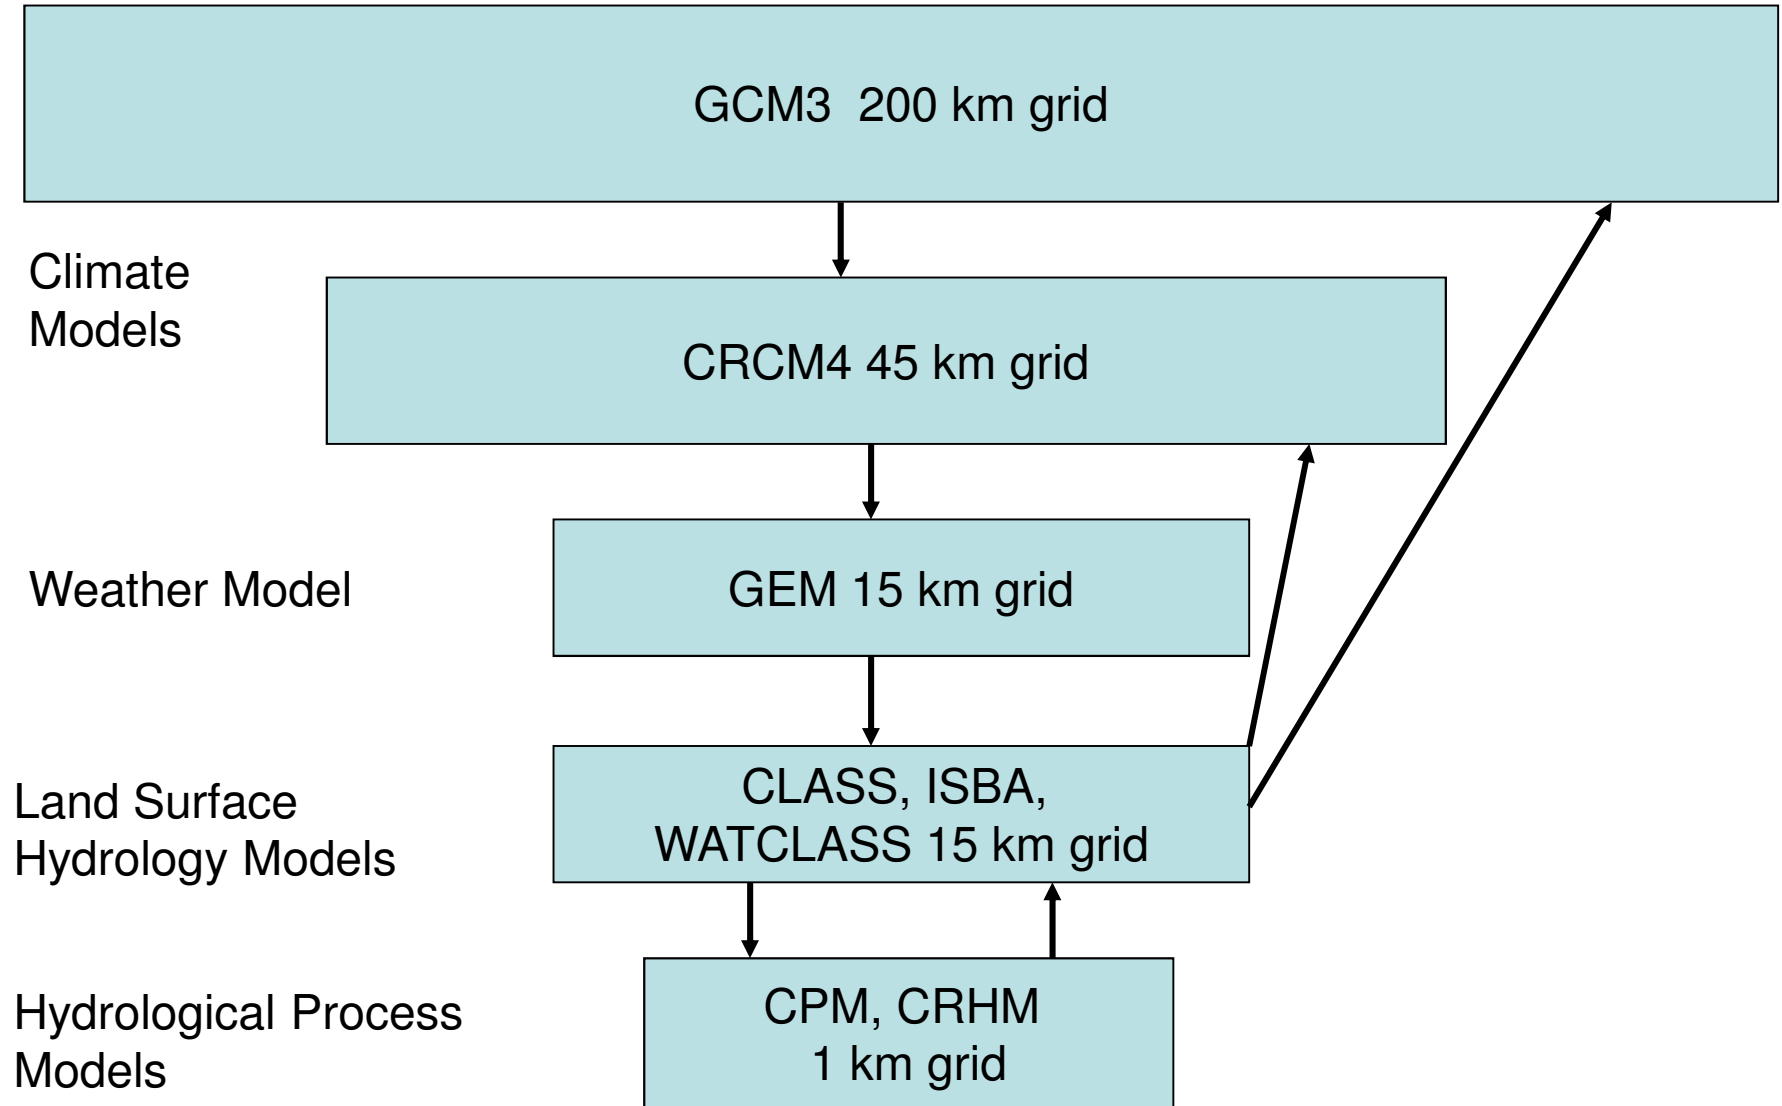 GCM3 200 km grid
Climate
Models
CRCM4 45 km grid
Weather Model
GEM 15 km grid
Land Surface
Hydrology Models
CLASS, ISBA,
WATCLASS 15 km grid
Hydrological Process
Models
CPM, CRHM
1 km grid